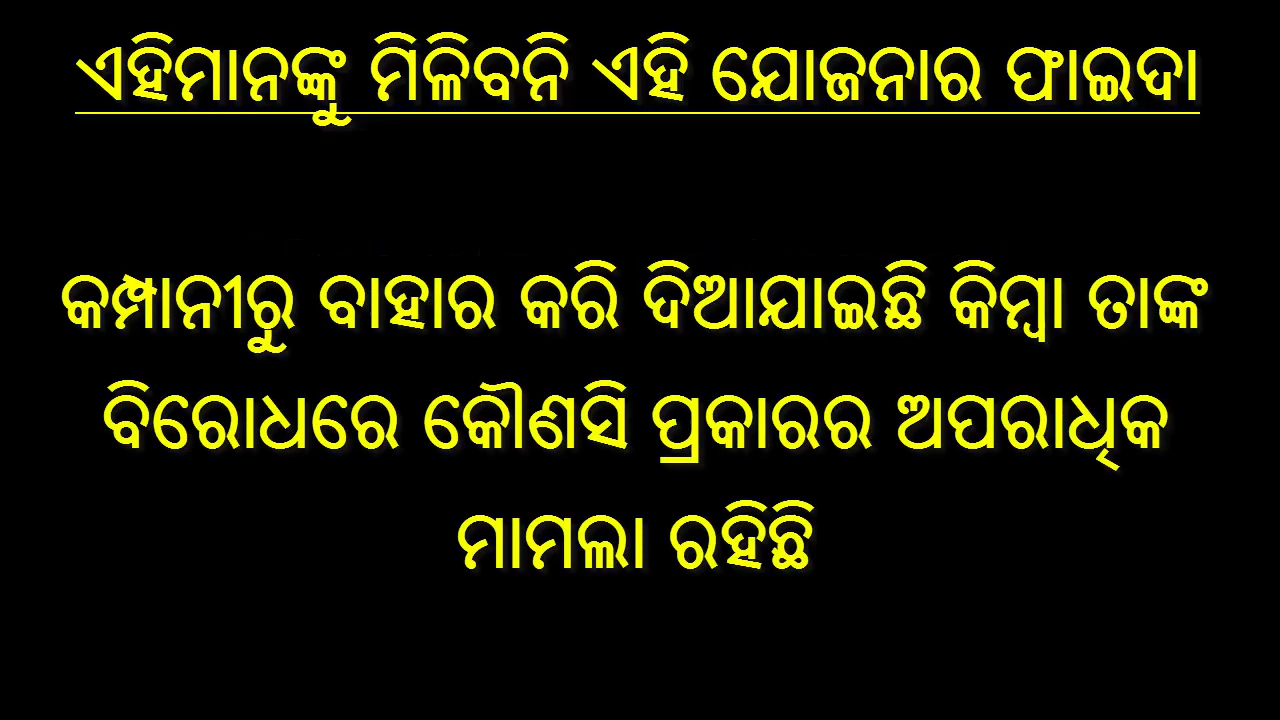 ଏହିମାନଙ୍କୁ ମିଳିବନି ଏହି ଯୋଜନାର ଫାଇଦା
କମ୍ପାନୀରୁ ବାହାର କରି ଦିଆଯାଇଛି କିମ୍ବା ତାଙ୍କ
ବିରୋଧରେ କୌଣସି ପ୍ରକାରର ଅପରାଧିକ
ମାମଲା ରହିଛି